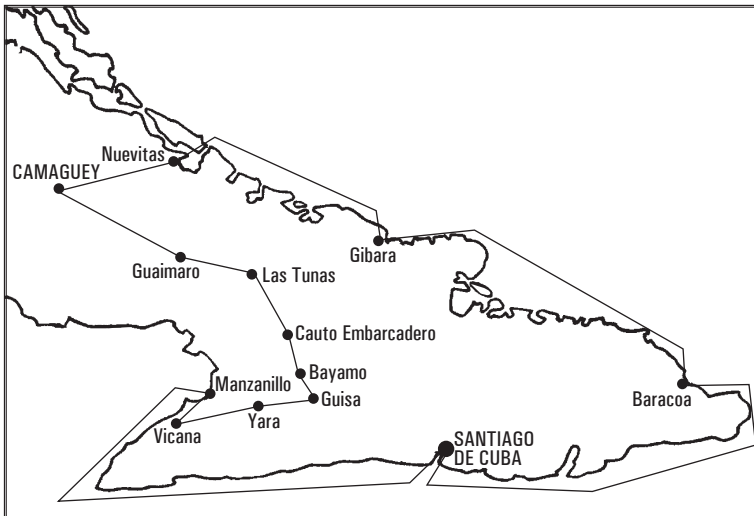 Nuevitas
CAMAGUEY
Gibara
Guaimaro
Las Tunas
Cauto Embarcadero
Bayamo
Manzanillo
Guisa
Baracoa
Yara
Vicana
SANTIAGO
DE CUBA